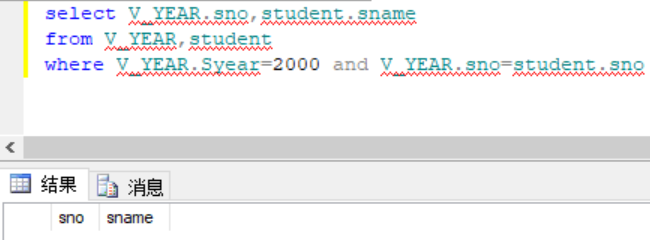 select V_YEAR.sno,student.sname
from V_YEAR,student
where V_YEAR.Syear=2000 and V_YEAR.sno=student.sno
结果 消息
sno sname